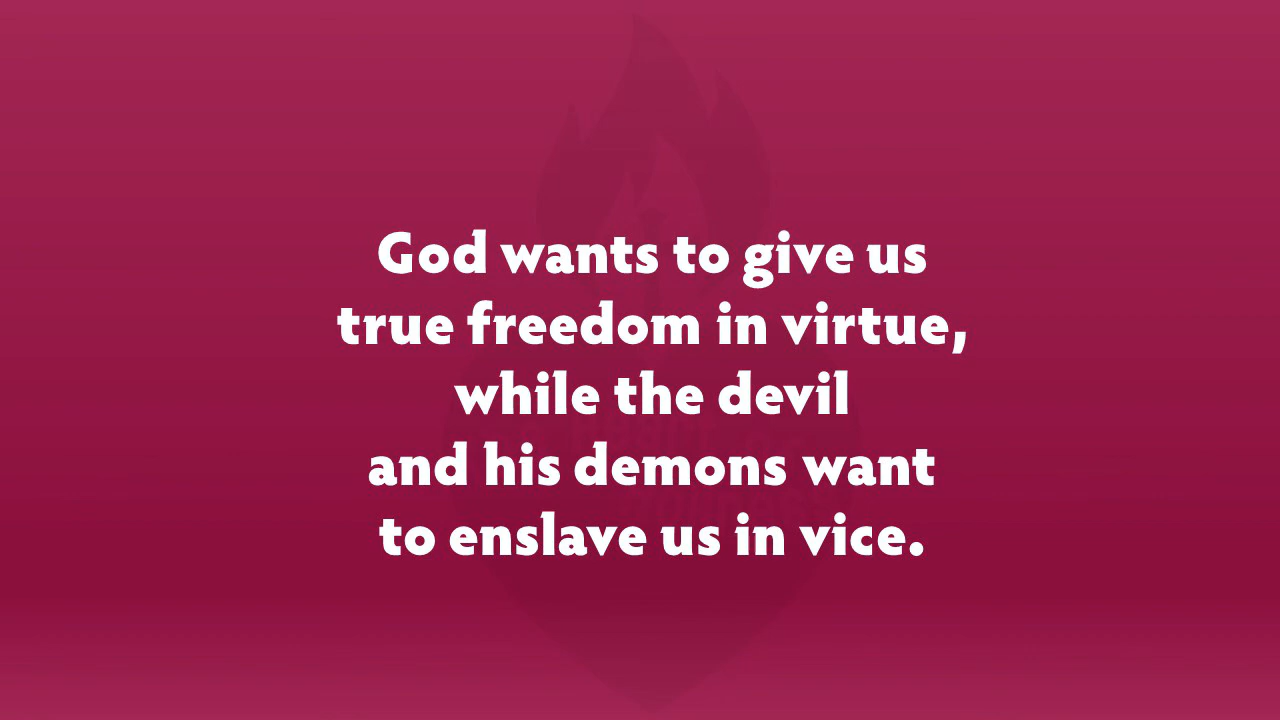 God wants to give us
true freedom in virtue,
while the devil
and his demons want
to enslave us in vice.